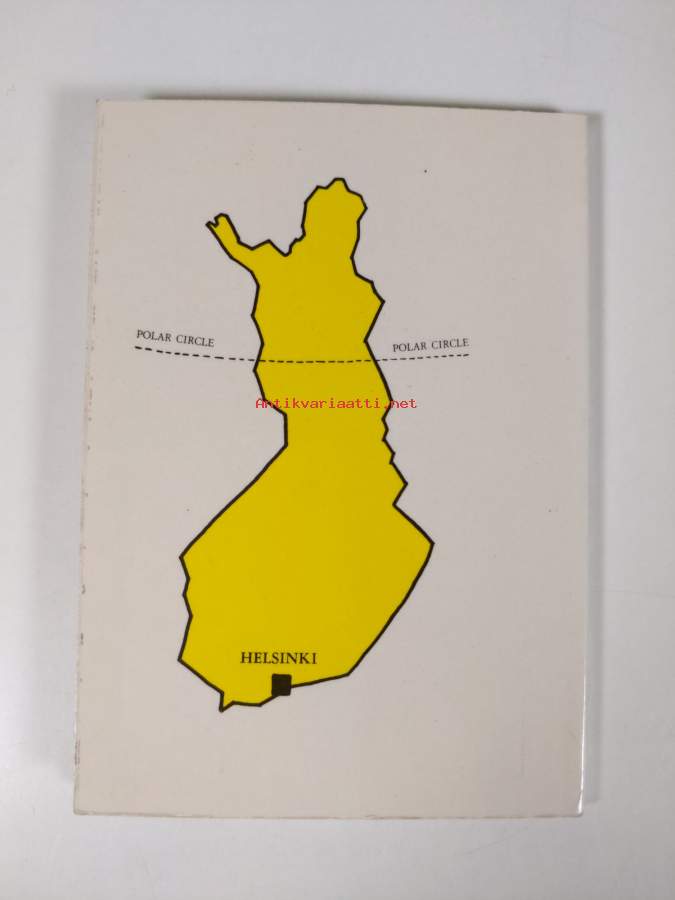 POLAR CIRCLE
POLAR CIRCLE
Antikvariaatti.net
HELSINKI